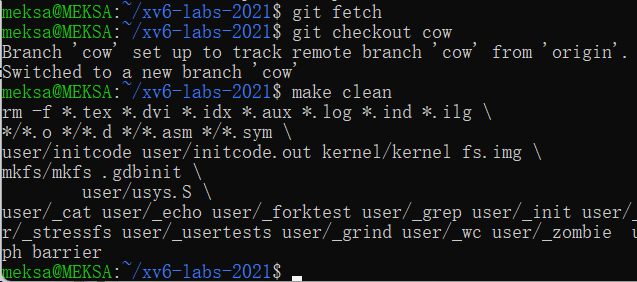 meksa@MEKSA:~/xv6-labs-2021$ git fetch
meksa@MEKSA:~/xv6-labs-2021$ git checkout cow
Branch 'cow' set up to track remote branch 'cow' from 'origin'.
Switched to a new branch 'cow'
meksa@MEKSA:~/xv6-labs-2021$ make clean
rm -f *.tex *.dvi *.idx *.aux *.log *.ind *.ilg \
*/*.o */*.d */*.asm */*.sym \
user/initcode user/initcode.out kernel/kernel fs.img \
mkfs/mkfs .gdbinit \
user/usys.S \
user/_cat user/_echo user/_forktest user/_grep user/_init user/_
r/_stressfs user/_usertests user/_grind user/_wc user/_zombie u
ph barrier
meksa@MEKSA:~/xv6-labs-2021$